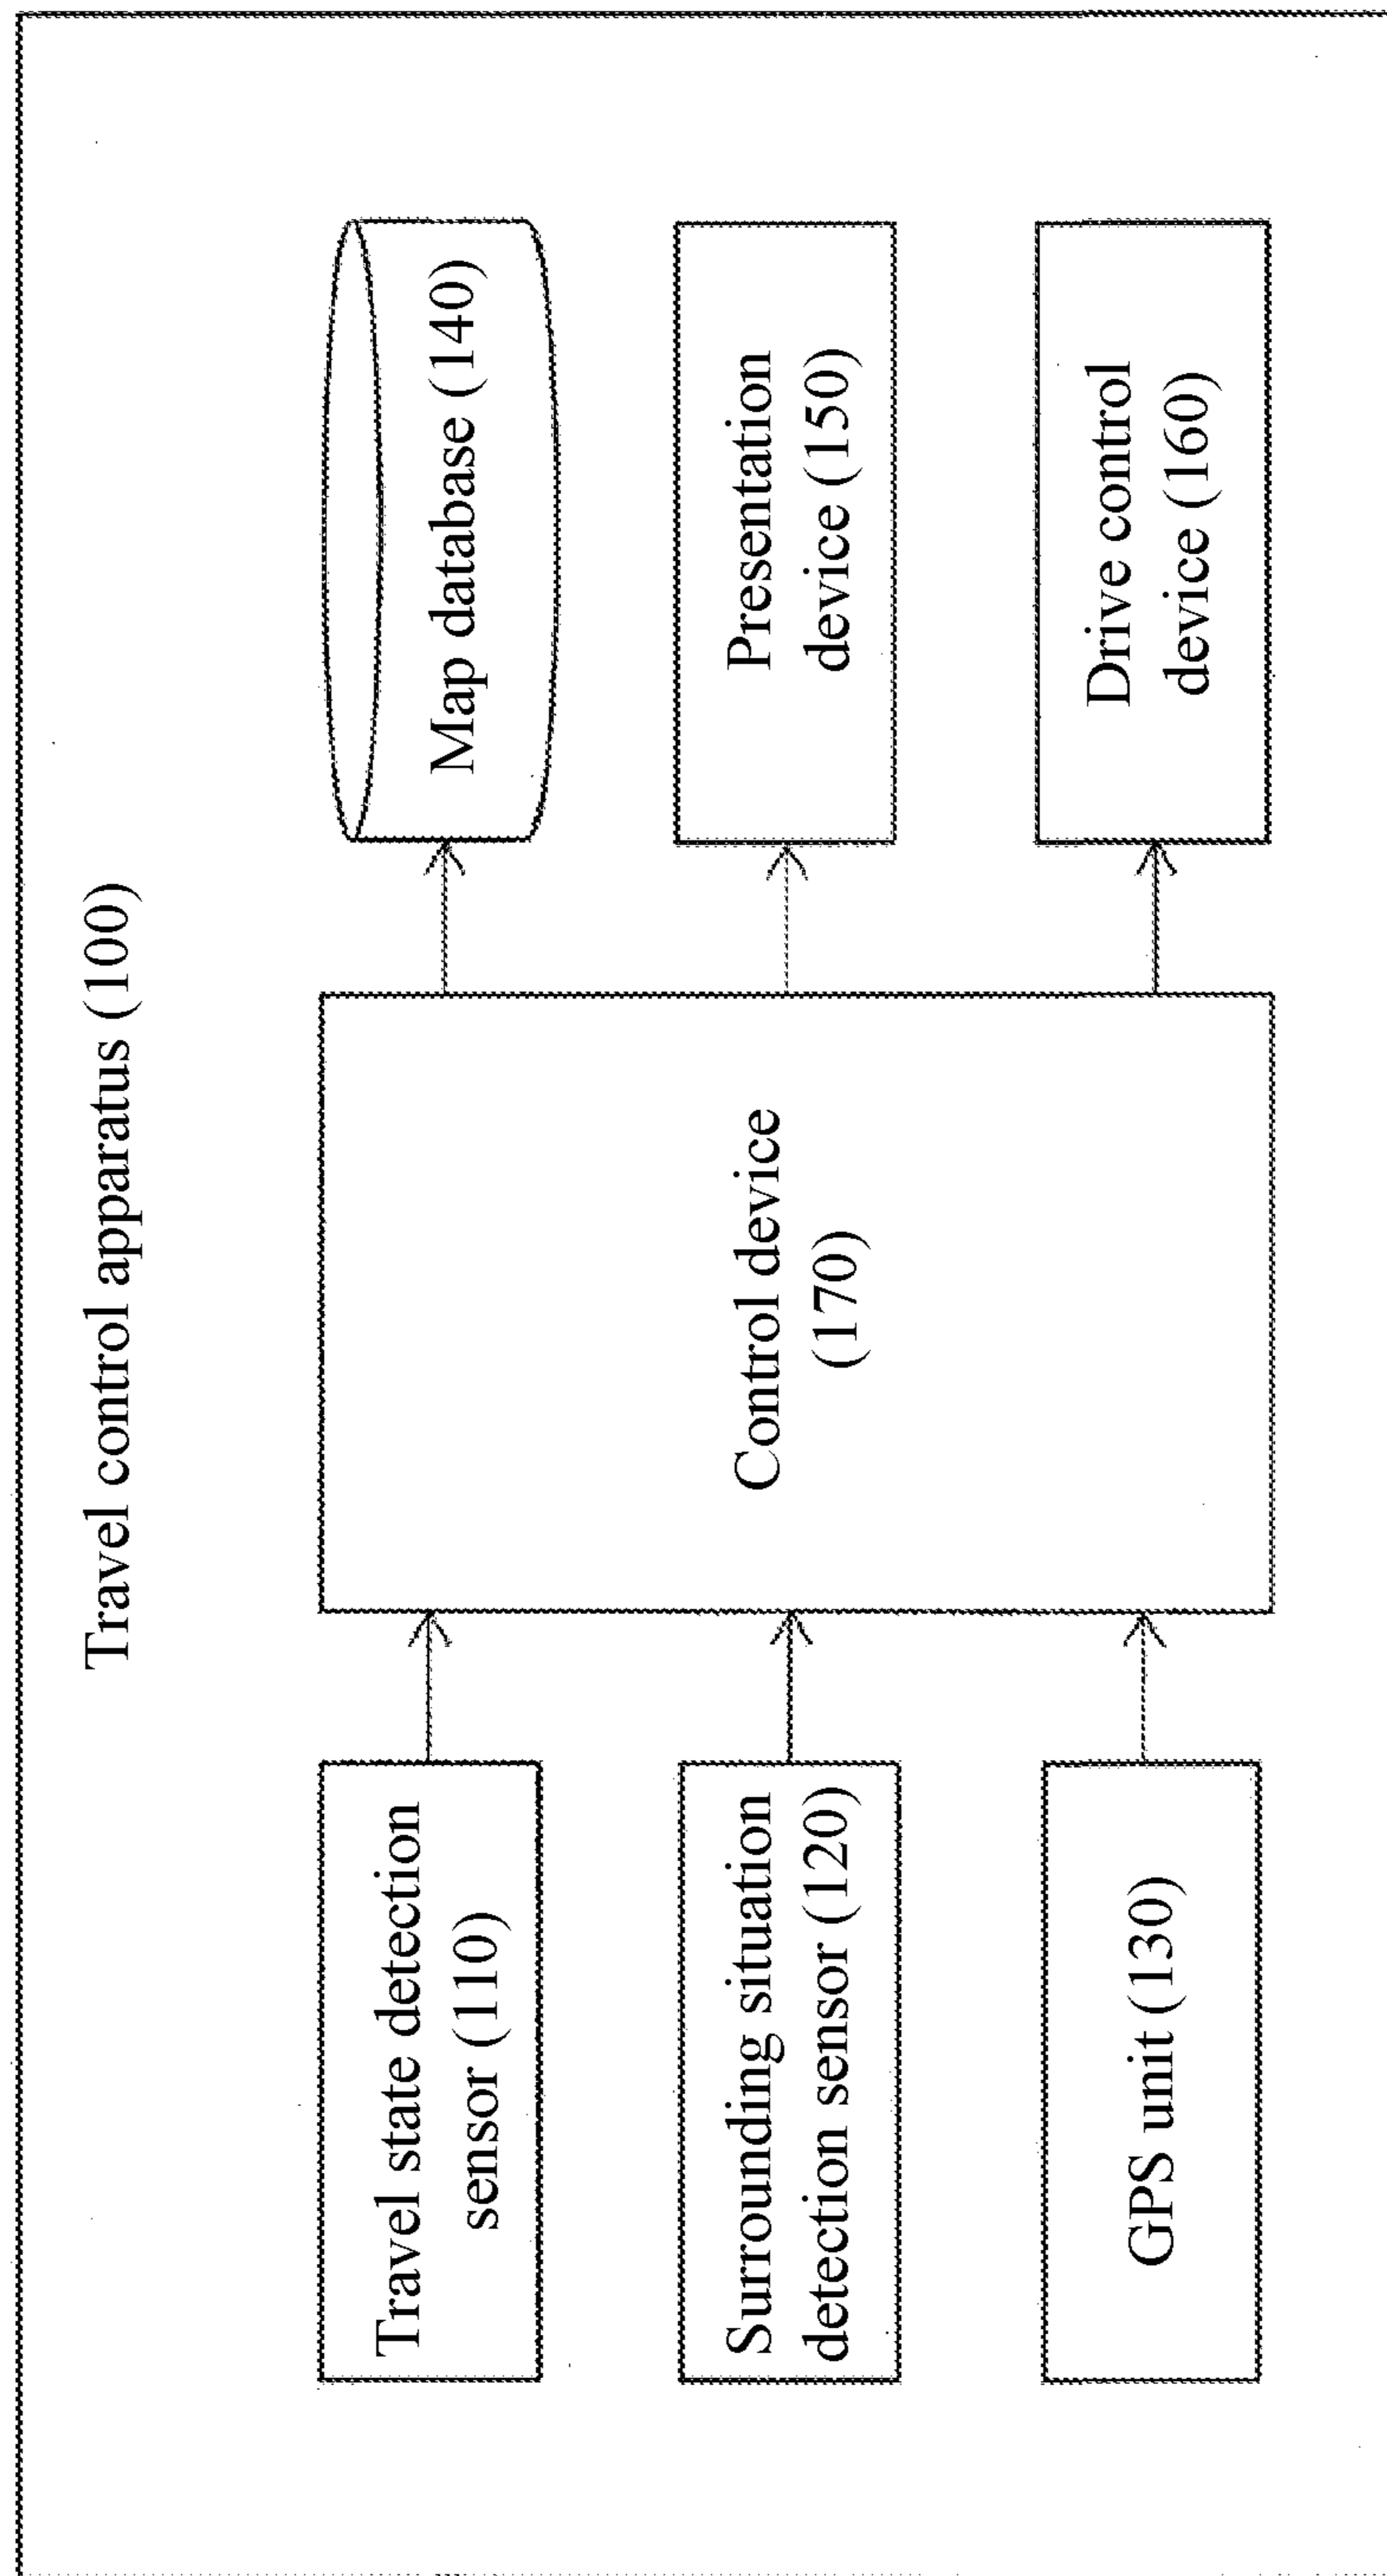 Travel control apparatus (100)
Travel state detection
sensor (110)
Surrounding situation
detection sensor (120)
GPS unit (130)
Control device
(170)
Map database (140)
Presentation
device (150)
Drive control
device (160)